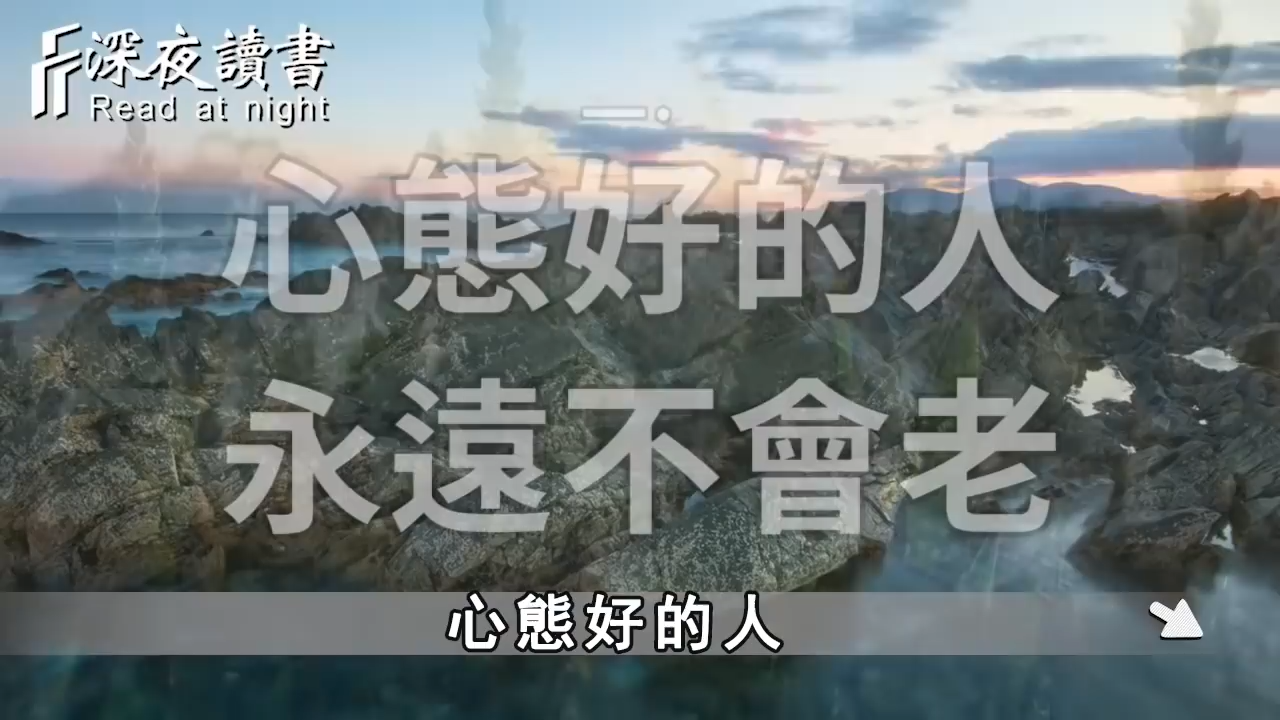 深夜讀書
Read at night
一.
心態好的人
永遠不會老
心態好的人